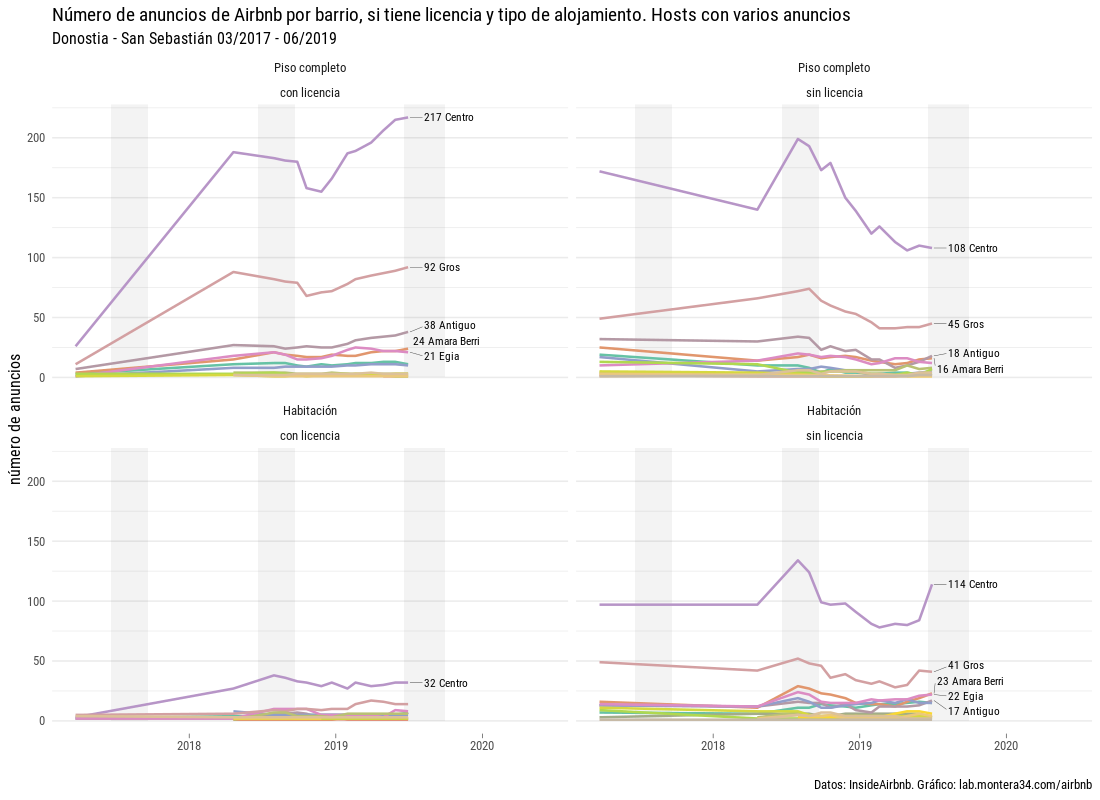 Número de anuncios de Airbnb por barrio, si tiene licencia y tipo de alojamiento. Hosts con varios anuncios
Donostia - San Sebastián 03/2017 - 06/2019
número de anuncios
Piso completo
con licencia
200
150
100
50
0
217 Centro
92 Gros
38 Antiguo
24 Amara Berri
21 Egia
Piso completo
sin licencia
108 Centro
45 Gros
18 Antiguo
16 Amara Berri
Habitación
con licencia
200
150
100
50
0
32 Centro
2018
2019
2020
Habitación
sin licencia
114 Centro
41 Gros
23 Amara Berri
22 Egia
17 Antiguo
2018
2019
2020
Datos: InsideAirbnb. Gráfico: lab.montera34.com/airbnb